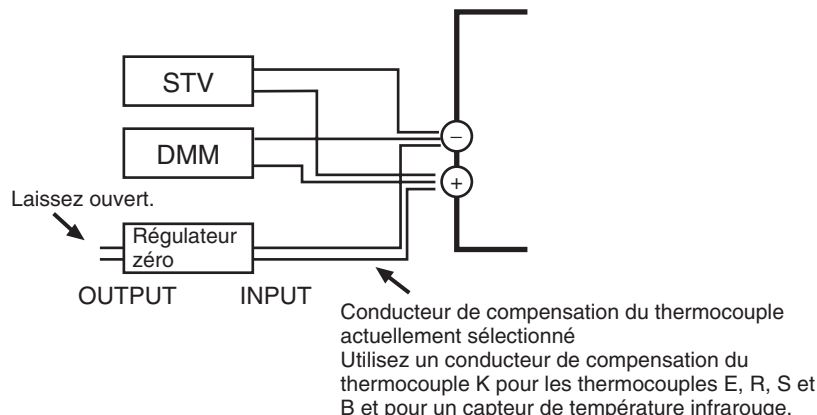 STV
DMM
−
+
Laissez ouvert.
Régulateur
zéro
OUTPUT INPUT
Conducteur de compensation du thermocouple
actuellement sélectionné
Utilisez un conducteur de compensation du
thermocouple K pour les thermocouples E, R, S et
B et pour un capteur de température infrarouge.